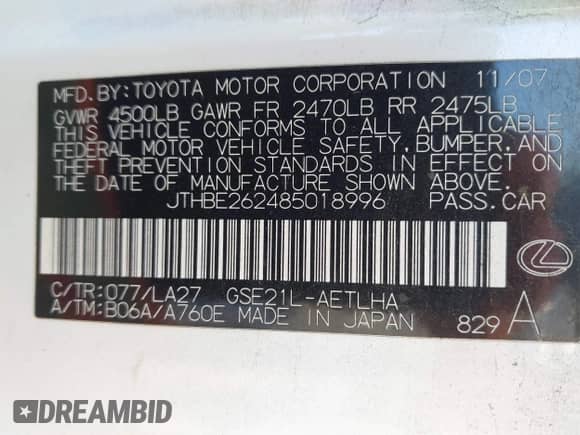 MFD.BY:TOYOTA MOTOR CORPORATION 11/07
GVWR 4500LB GAWR FR 2470LB RR 2475LB
THIS VEHICLE CONFORMS TO ALL APPLICABLE
FEDERAL MOTOR VEHICLE SAFETY,BUMPER,AND
THEFT PREVENTION STANDARDS IN EFFECT ON
THE DATE OF MANUFACTURE SHOWN ABOVE.
JTHBE262485018996 PASS.CAR
C/TR:077/LA27 GSE21L-AETLHA
A/TM:B06A/A760E MADE IN JAPAN 829 A
DREAMBID